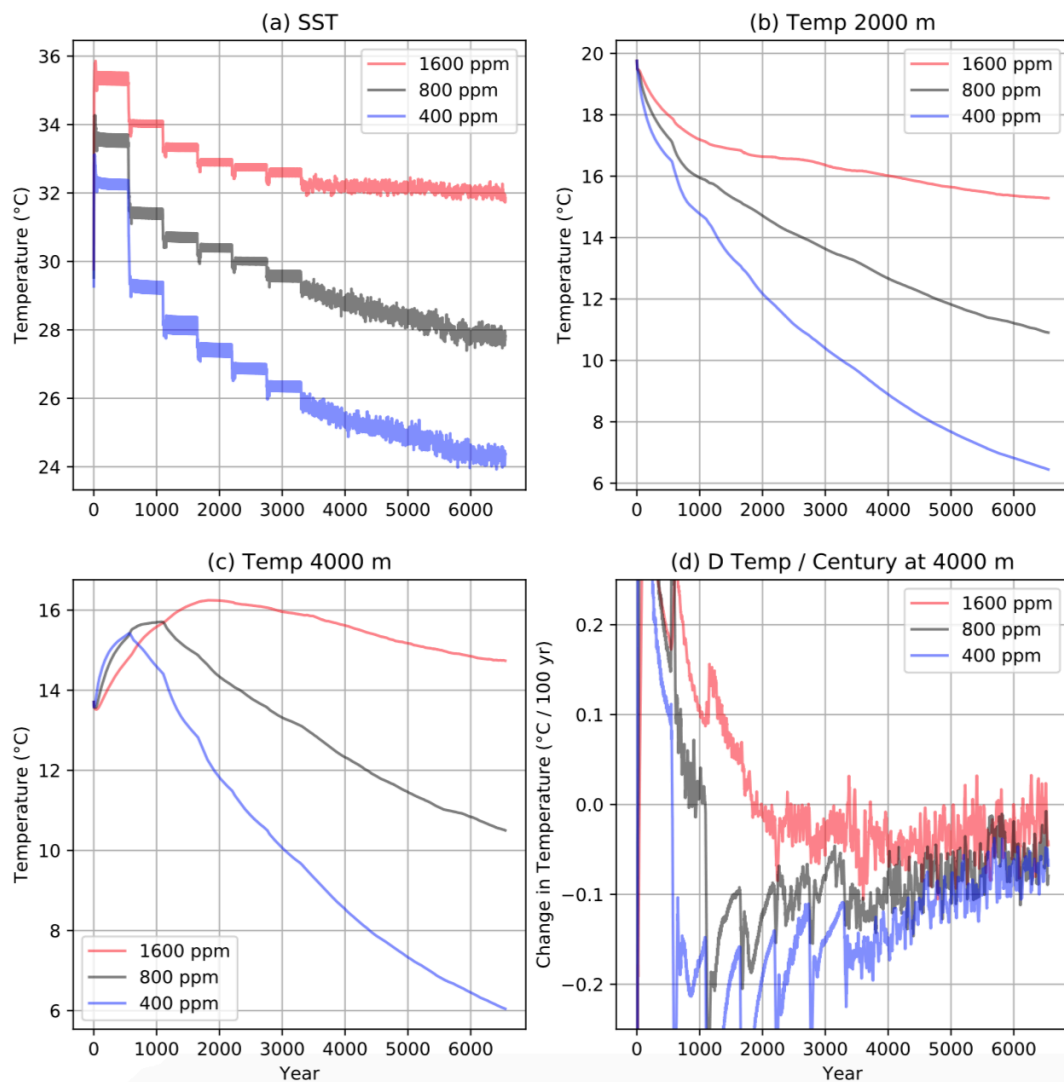 (a) SST
36
34
32
30
28
26
24
Temperature (°C)
0 1000 2000 3000 4000 5000 6000
1600 ppm
800 ppm
400 ppm
(b) Temp 2000 m
20
18
16
14
12
10
8
6
Temperature (°C)
0 1000 2000 3000 4000 5000 6000
1600 ppm
800 ppm
400 ppm
(c) Temp 4000 m
16
14
12
10
8
6
Temperature (°C)
1600 ppm
800 ppm
400 ppm
0 1000 2000 3000 4000 5000 6000
Year
(d) D Temp / Century at 4000 m
0.2
0.1
0.0
−0.1
−0.2
Change in Temperature (°C / 100 yr)
1600 ppm
800 ppm
400 ppm
0 1000 2000 3000 4000 5000 6000
Year